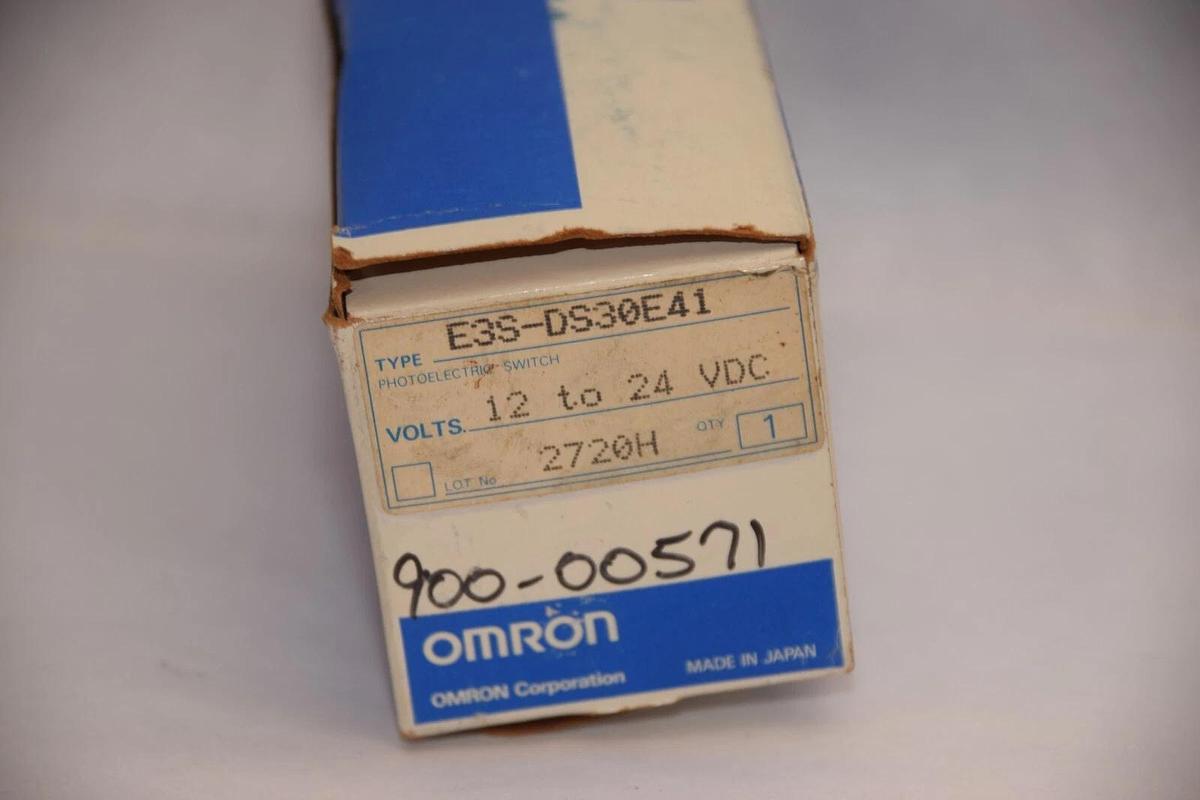 TYPE E3S-DS30E41
PHOTOELECTRIC SWITCH
VOLTS. 12 to 24 VDC
LOT No 2720H QTY 1
900-00571
OMRON
OMRON Corporation MADE IN JAPAN